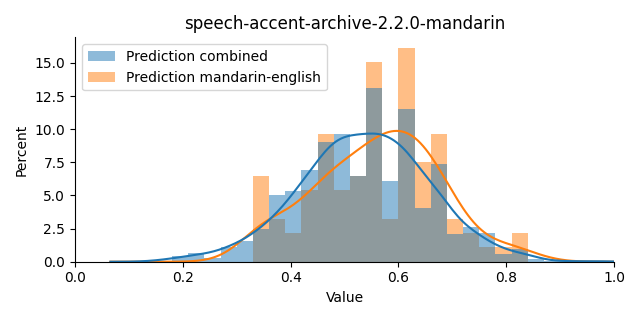 speech-accent-archive-2.2.0-mandarin
Prediction combined
Prediction mandarin-english
Percent
15.0
12.5
10.0
7.5
5.0
2.5
0.0
0.0 0.2 0.4 0.6 0.8 1.0
Value